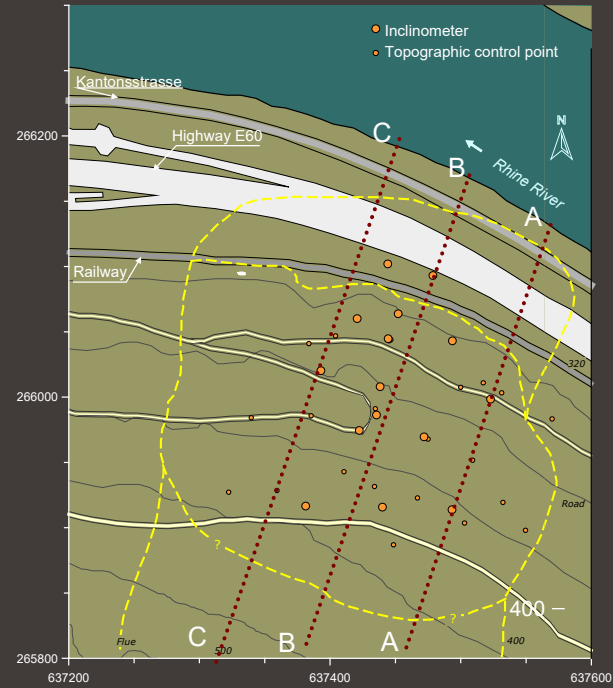 Inclinometer
Topographic control point
Kantonsstrasse
C
266200
Highway E60
N
B
Rhine River
A
Railway
320
266000
Road
?
400
?
Flue
C
500
B
A
400
265800
637200
637400
637600